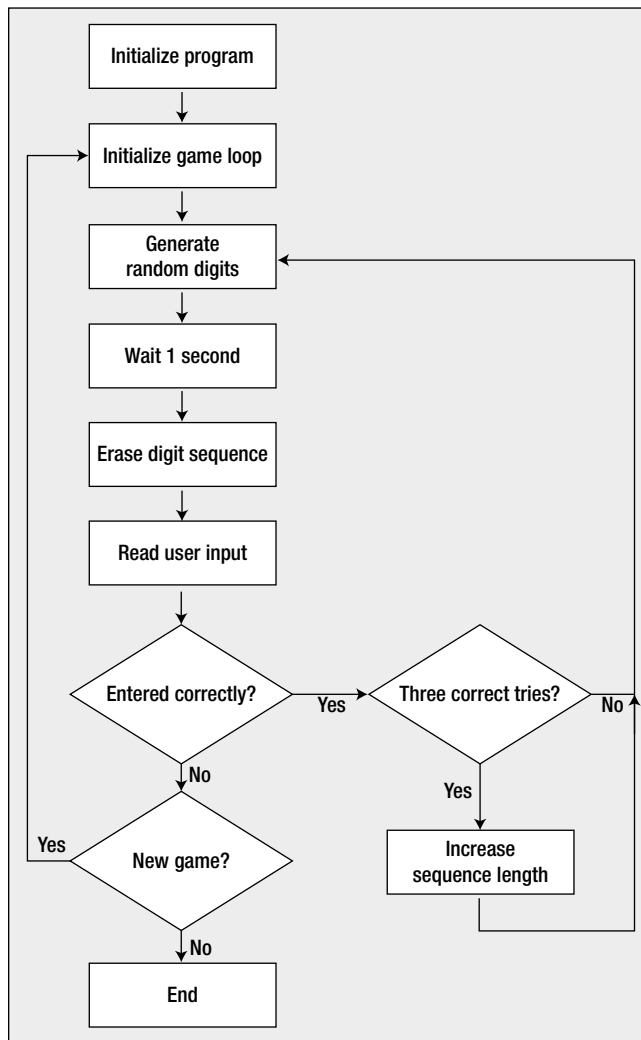 Initialize program
Initialize game loop
Generate
random digits
Wait 1 second
Erase digit sequence
Read user input
Entered correctly?
Yes
Three correct tries?
No
No
Yes
Yes
New game?
Increase
sequence length
No
End